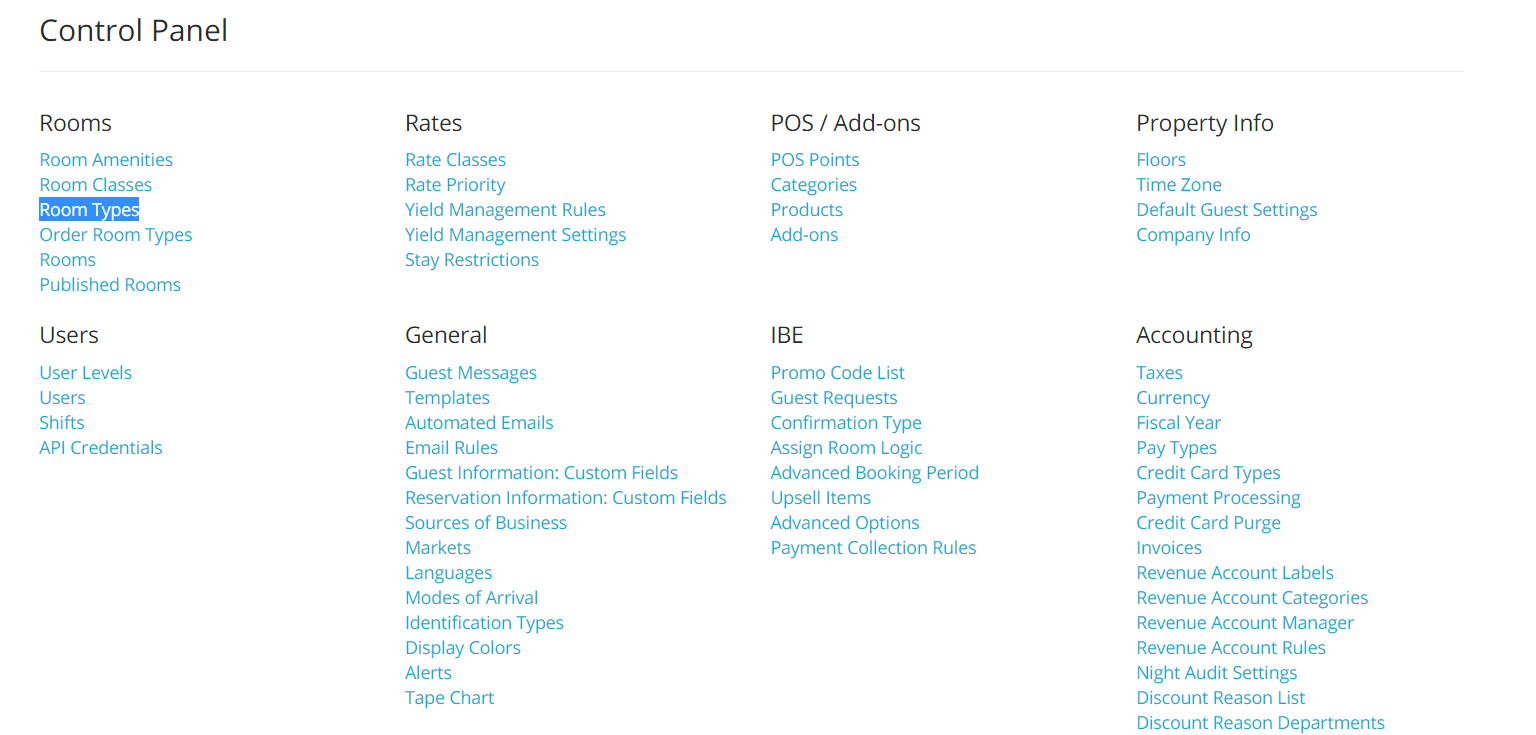 Control Panel
Rooms
Room Amenities
Room Classes
Room Types
Order Room Types
Rooms
Published Rooms
Rates
Rate Classes
Rate Priority
Yield Management Rules
Yield Management Settings
Stay Restrictions
POS / Add-ons
POS Points
Categories
Products
Add-ons
Property Info
Floors
Time Zone
Default Guest Settings
Company Info
Users
User Levels
Users
Shifts
API Credentials
General
Guest Messages
Templates
Automated Emails
Email Rules
Guest Information: Custom Fields
Reservation Information: Custom Fields
Sources of Business
Markets
Languages
Modes of Arrival
Identification Types
Display Colors
Alerts
Tape Chart
IBE
Promo Code List
Guest Requests
Confirmation Type
Assign Room Logic
Advanced Booking Period
Upsell Items
Advanced Options
Payment Collection Rules
Accounting
Taxes
Currency
Fiscal Year
Pay Types
Credit Card Types
Payment Processing
Credit Card Purge
Invoices
Revenue Account Labels
Revenue Account Categories
Revenue Account Manager
Revenue Account Rules
Night Audit Settings
Discount Reason List
Discount Reason Departments